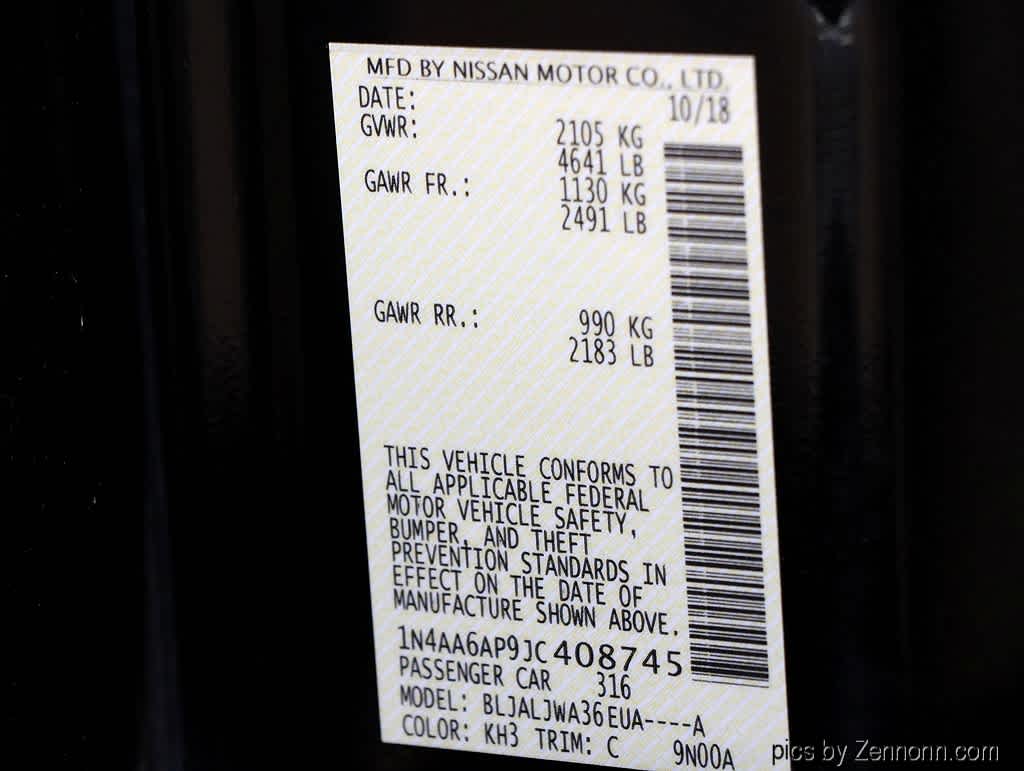 MFD BY NISSAN MOTOR CO., LTD.
DATE: 10/18
GVWR: 2105 KG
4641 LB
GAWR FR.: 1130 KG
2491 LB
GAWR RR.: 990 KG
2183 LB
THIS VEHICLE CONFORMS TO
ALL APPLICABLE FEDERAL
MOTOR VEHICLE SAFETY,
BUMPER, AND THEFT
PREVENTION STANDARDS IN
EFFECT ON THE DATE OF
MANUFACTURE SHOWN ABOVE.
1N4AA6AP9JC408745
PASSENGER CAR 316
MODEL: BLJALJWA36EUA----A
COLOR: KH3 TRIM: C 9N00A
pics by Zennonn.com